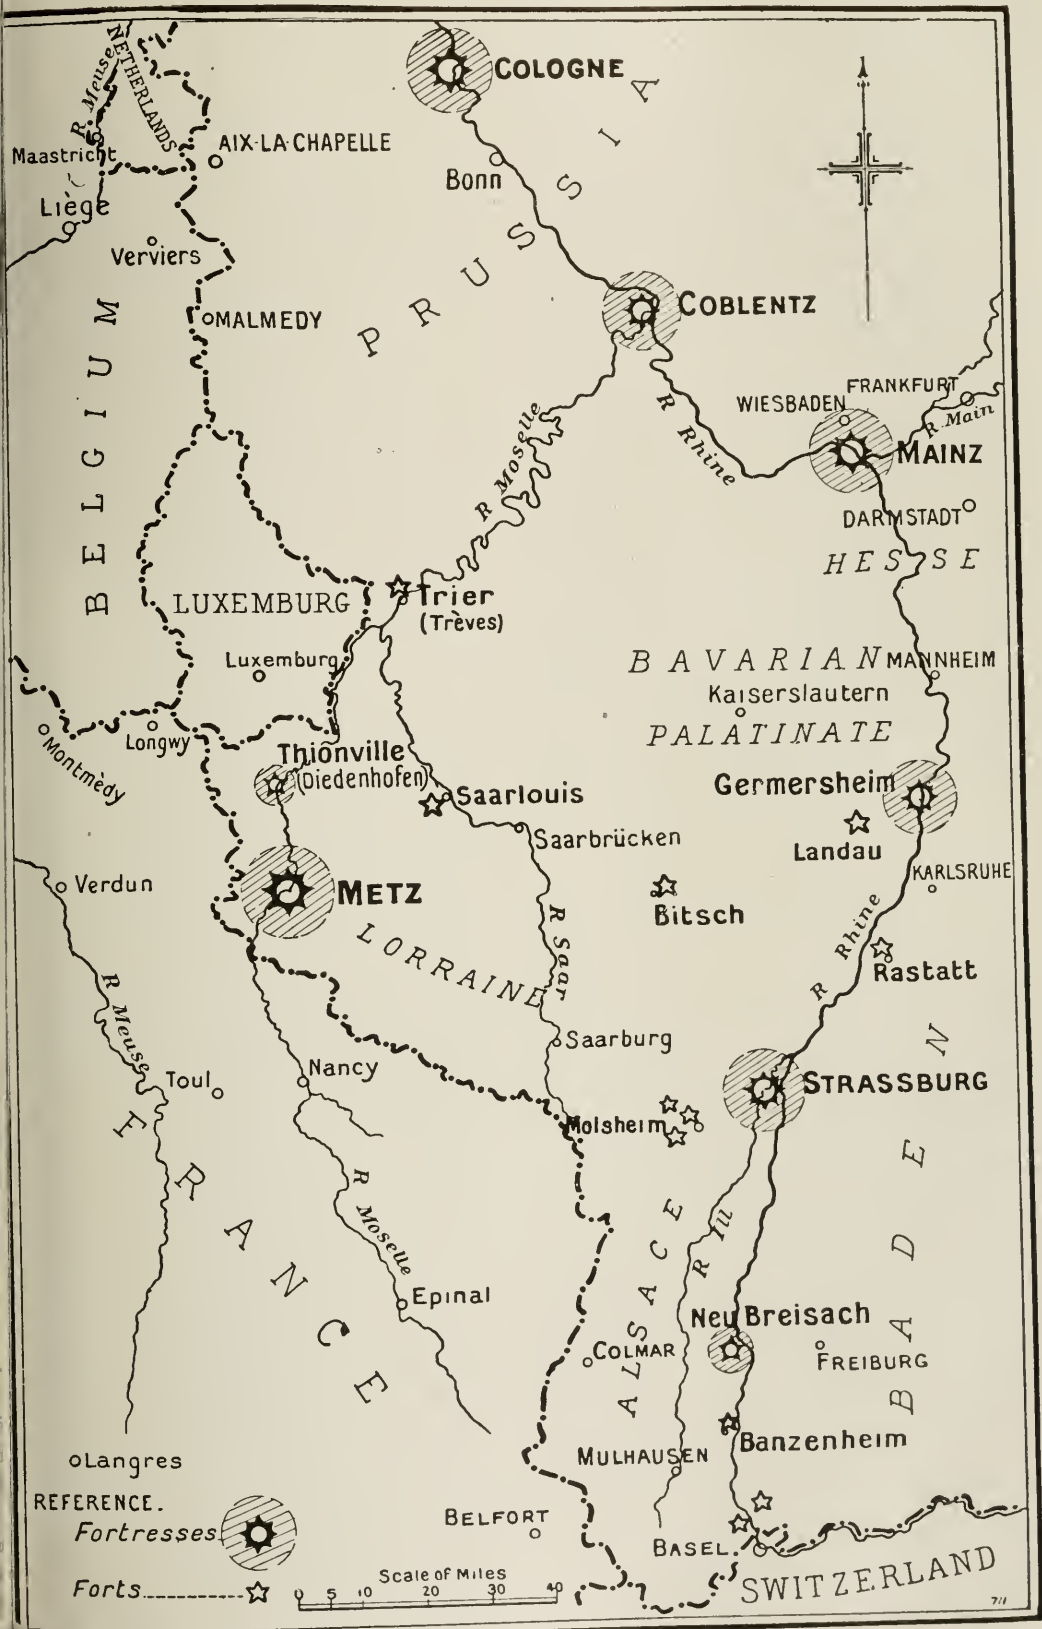 COLOGNE
R. Meuse
NETHERLANDS
Maastricht
AIX-LA-CHAPELLE
Bonn
Liège
Verviers
PRUSSIA
COBLENTZ
MALMEDY
BELGIUM
FRANKFURT
WIESBADEN
R. Main
R Rhine
R Moselle
MAINZ
DARMSTADT
HESSE
LUXEMBURG
Trier
(Trèves)
Luxemburg
BAVARIAN
MANNHEIM
Kaiserslautern
PALATINATE
Longwy
Montmèdy
Thionville
(Diedenhofen)
Saarlouis
Germersheim
Saarbrücken
Landau
KARLSRUHE
Verdun
METZ
Bitsch
LORRAINE
R Saar
R Rhine
Rastatt
R Meuse
Saarburg
Nancy
Toul
STRASSBURG
Molsheim
FRANCE
R Moselle
ALSACE
R Ill
BADEN
Epinal
Neu Breisach
COLMAR
FREIBURG
Banzenheim
MULHAUSEN
Langres
REFERENCE.
Fortresses
BELFORT
BASEL.
Forts
Scale of Miles
0 5 10 20 30 40
SWITZERLAND
711